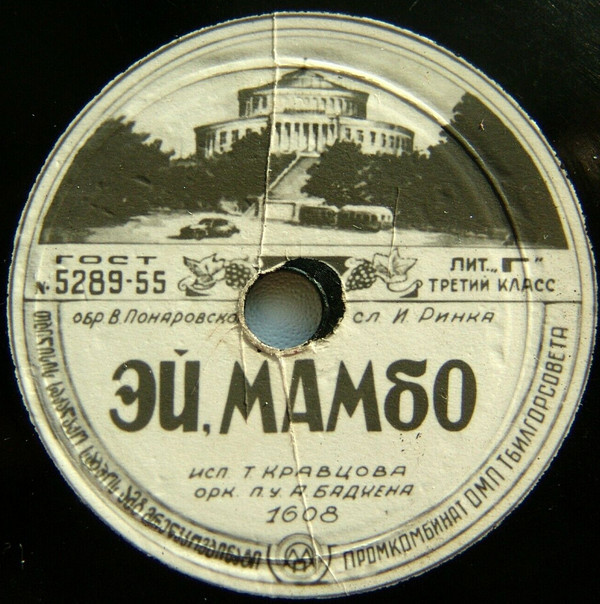 ГОСТ
№ 5289-55
ЛИТ. „Г"
ТРЕТИЙ КЛАСС
обр В. Понаровско
сл И. Ринка
ЭЙ, МАМБО
исп Т КРАВЦОВА
орк. п.у А БАДХЕНА
1608
ПРОМКОМБИНАТ ОМП ТБИЛГОРСОВЕТА